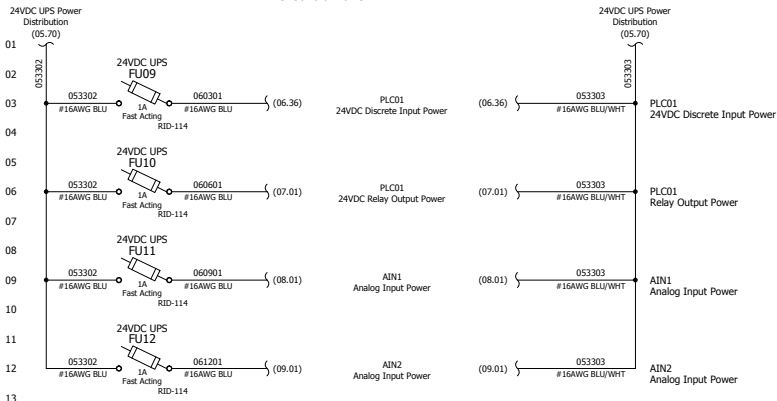 24VDC UPS Power
Distribution
(05.70)
24VDC UPS Power
Distribution
(05.70)
01
053302
053303
02
24VDC UPS
FU09
03
053302
#16AWG BLU
1A
Fast Acting
RID-114
060301
#16AWG BLU
(06.36)
PLC01
24VDC Discrete Input Power
(06.36)
053303
#16AWG BLU/WHT
PLC01
24VDC Discrete Input Power
04
05
24VDC UPS
FU10
06
053302
#16AWG BLU
1A
Fast Acting
RID-114
060601
#16AWG BLU
(07.01)
PLC01
24VDC Relay Output Power
(07.01)
053303
#16AWG BLU/WHT
PLC01
Relay Output Power
07
08
24VDC UPS
FU11
09
053302
#16AWG BLU
1A
Fast Acting
RID-114
060901
#16AWG BLU
(08.01)
AIN1
Analog Input Power
(08.01)
053303
#16AWG BLU/WHT
AIN1
Analog Input Power
10
11
24VDC UPS
FU12
12
053302
#16AWG BLU
1A
Fast Acting
RID-114
061201
#16AWG BLU
(09.01)
AIN2
Analog Input Power
(09.01)
053303
#16AWG BLU/WHT
AIN2
Analog Input Power
13